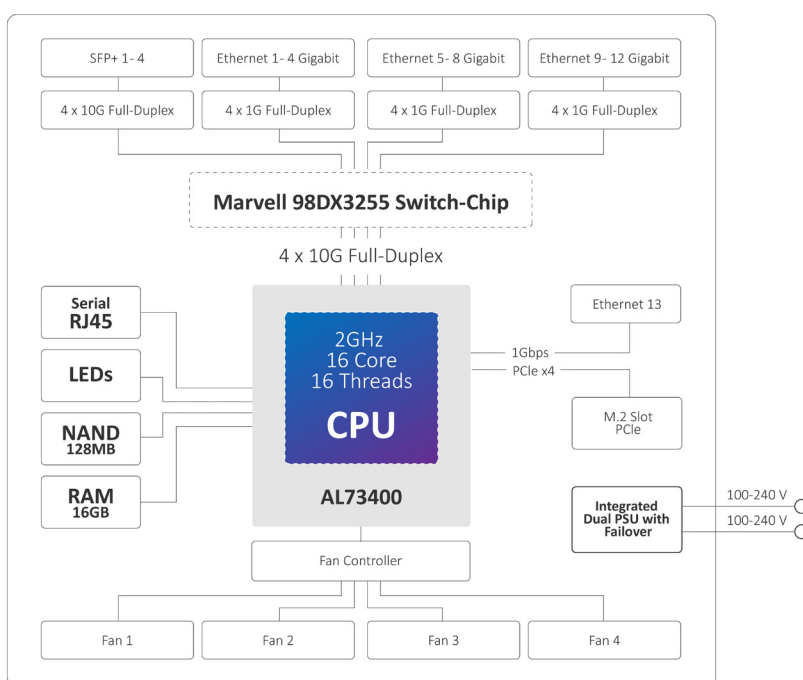 SFP+ 1- 4
Ethernet 1- 4 Gigabit
Ethernet 5- 8 Gigabit
Ethernet 9- 12 Gigabit
4 x 10G Full-Duplex
4 x 1G Full-Duplex
4 x 1G Full-Duplex
4 x 1G Full-Duplex
Marvell 98DX3255 Switch-Chip
4 x 10G Full-Duplex
Serial
RJ45
LEDs
NAND
128MB
RAM
16GB
2GHz
16 Core
16 Threads
CPU
AL73400
Ethernet 13
1Gbps
PCIe x4
M.2 Slot
PCIe
Integrated
Dual PSU with
Failover
100-240 V
100-240 V
Fan Controller
Fan 1
Fan 2
Fan 3
Fan 4